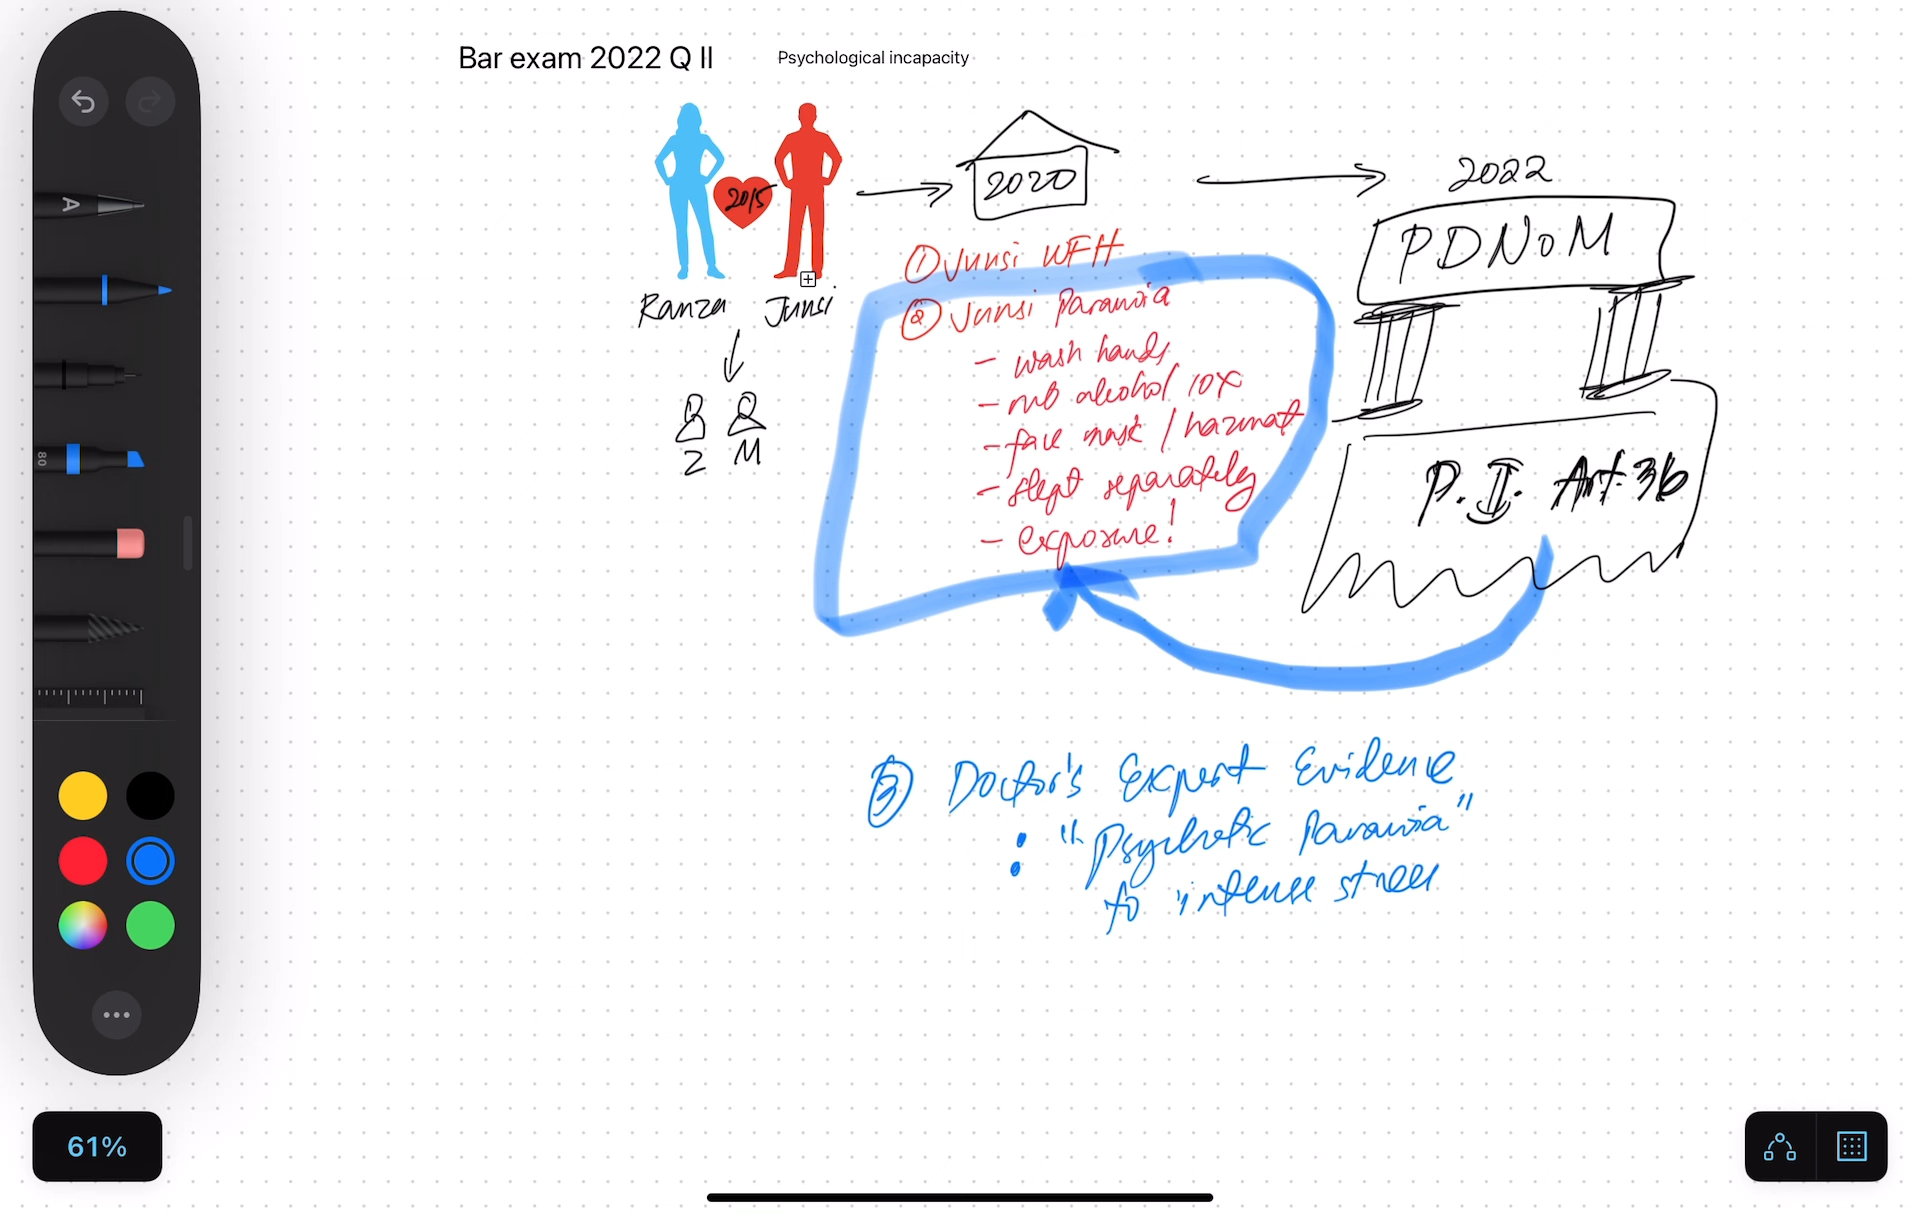 Bar exam 2022 Q II
Psychological incapacity
2015
Ranza Junsi
Z M
2020
① Junsi WFH
② Junsi Paranoia
- wash hands
- rub alcohol 10x
- face mask / hazmat
- slept separately
- exposure!
2022
PDNoM
P.I. Art. 36
③ Doctor's Expert Evidence
• "Psychotic Paranoia"
• to intense stress
A
80
61%